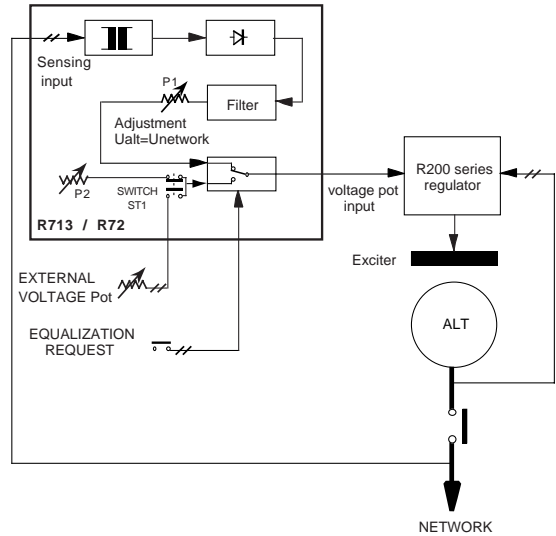 Sensing
input
P1
Filter
Adjustment
Ualt=Unetwork
P2
SWITCH
ST1
R713 / R72
voltage pot
input
R200 series
regulator
Exciter
EXTERNAL
VOLTAGE Pot
ALT
EQUALIZATION
REQUEST
NETWORK